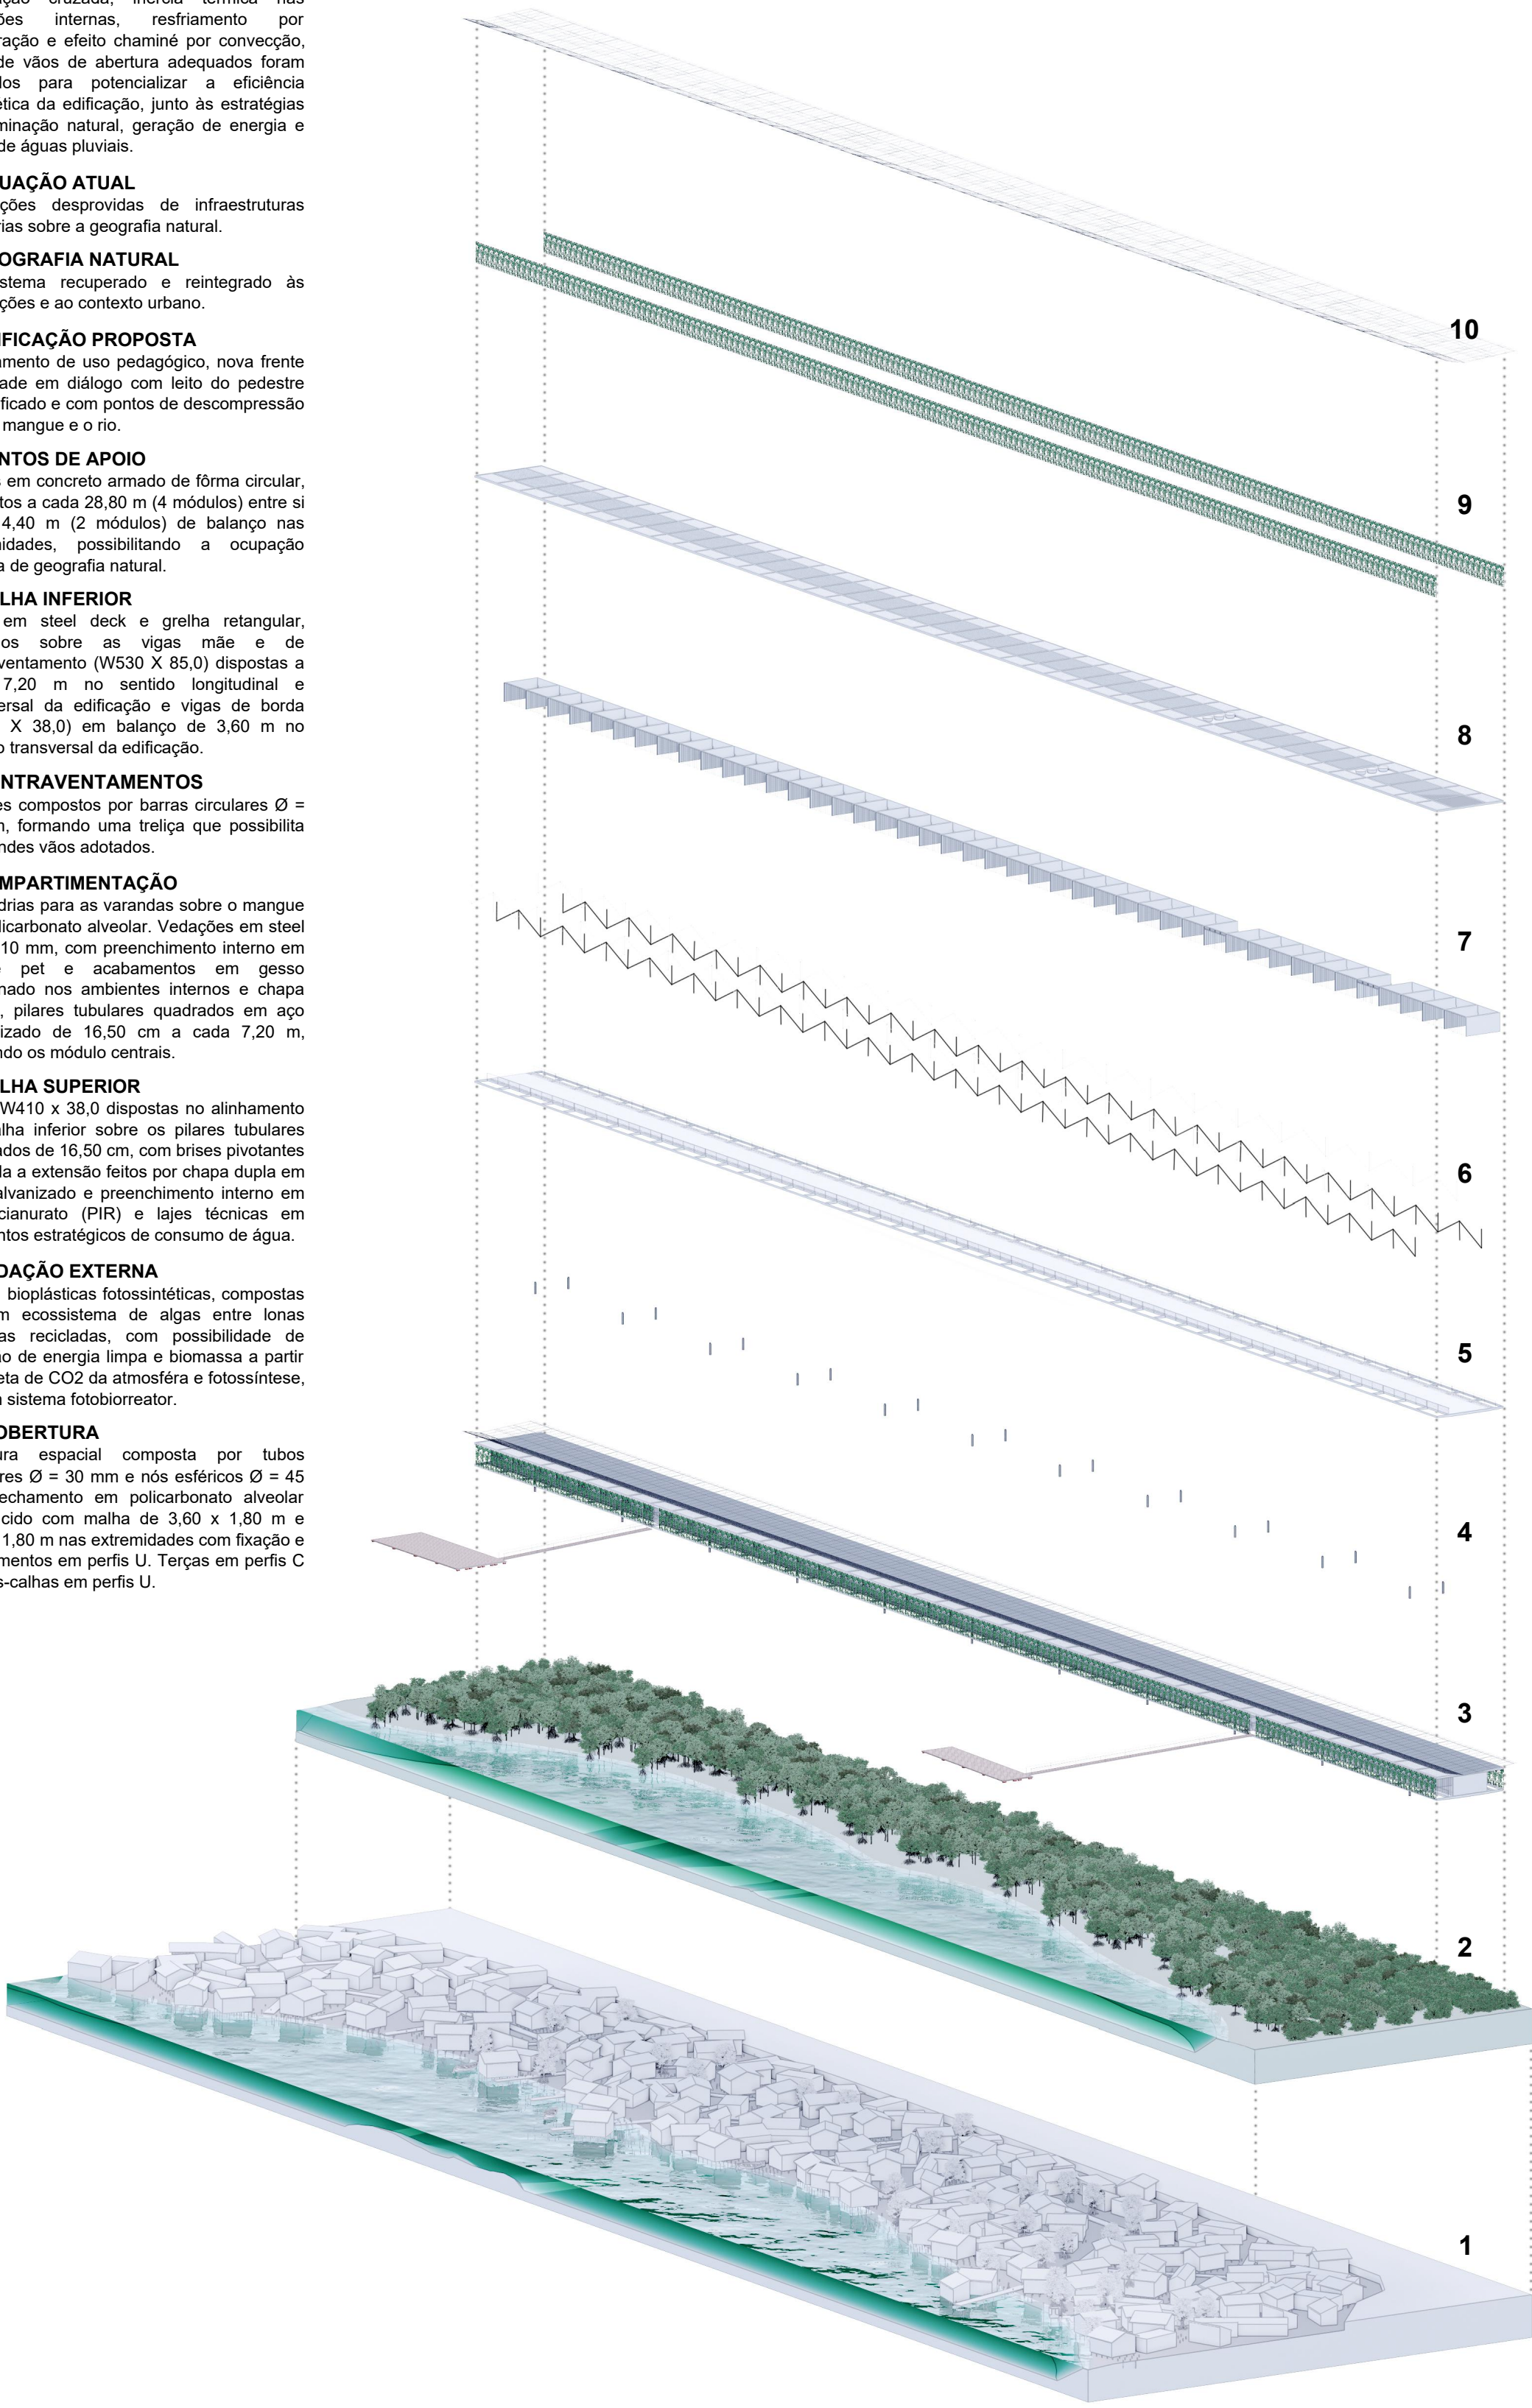 ção cruzada, inércia térmica nas
ões internas, resfriamento por
ração e efeito chaminé por convecção,
de vãos de abertura adequados foram
los para potencializar a eficiência
ética da edificação, junto às estratégias
minação natural, geração de energia e
de águas pluviais.
UAÇÃO ATUAL
ções desprovidas de infraestruturas
rias sobre a geografia natural.
OGRAFIA NATURAL
stema recuperado e reintegrado às
ções e ao contexto urbano.
IFICAÇÃO PROPOSTA
amento de uso pedagógico, nova frente
ade em diálogo com leito do pedestre
ficado e com pontos de descompressão
mangue e o rio.
NTOS DE APOIO
s em concreto armado de fôrma circular,
tos a cada 28,80 m (4 módulos) entre si
4,40 m (2 módulos) de balanço nas
nidades, possibilitando a ocupação
a de geografia natural.
LHA INFERIOR
em steel deck e grelha retangular,
os sobre as vigas mãe e de
ventamento (W530 X 85,0) dispostas a
7,20 m no sentido longitudinal e
ersal da edificação e vigas de borda
X 38,0) em balanço de 3,60 m no
o transversal da edificação.
NTRAVENTAMENTOS
es compostos por barras circulares Ø =
n, formando uma treliça que possibilita
ndes vãos adotados.
MPARTIMENTAÇÃO
drias para as varandas sobre o mangue
licarbonato alveolar. Vedações em steel
10 mm, com preenchimento interno em
e pet e acabamentos em gesso
nado nos ambientes internos e chapa
, pilares tubulares quadrados em aço
izado de 16,50 cm a cada 7,20 m,
ndo os módulo centrais.
LHA SUPERIOR
W410 x 38,0 dispostas no alinhamento
alha inferior sobre os pilares tubulares
ados de 16,50 cm, com brises pivotantes
da a extensão feitos por chapa dupla em
alvanizado e preenchimento interno em
cianurato (PIR) e lajes técnicas em
ntos estratégicos de consumo de água.
DAÇÃO EXTERNA
bioplásticas fotossintéticas, compostas
m ecossistema de algas entre lonas
as recicladas, com possibilidade de
ão de energia limpa e biomassa a partir
eta de CO2 da atmosféra e fotossíntese,
n sistema fotobiorreator.
OBERTURA
ura espacial composta por tubos
res Ø = 30 mm e nós esféricos Ø = 45
echamento em policarbonato alveolar
cido com malha de 3,60 x 1,80 m e
1,80 m nas extremidades com fixação e
mentos em perfis U. Terças em perfis C
s-calhas em perfis U.
10
9
8
7
6
5
4
3
2
1